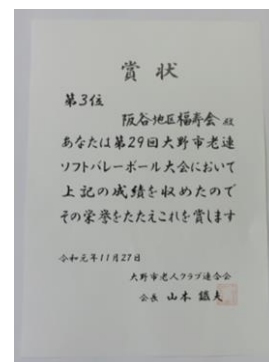 賞状
第3位
阪谷地区福寿会 殿
あなたは第29回大野市老連
ソフトバレーボール大会において
上記の成績を収めたので
その栄誉をたたえこれを賞します
令和元年11月27日
大野市老人クラブ連合会
会長 山本 鐵夫